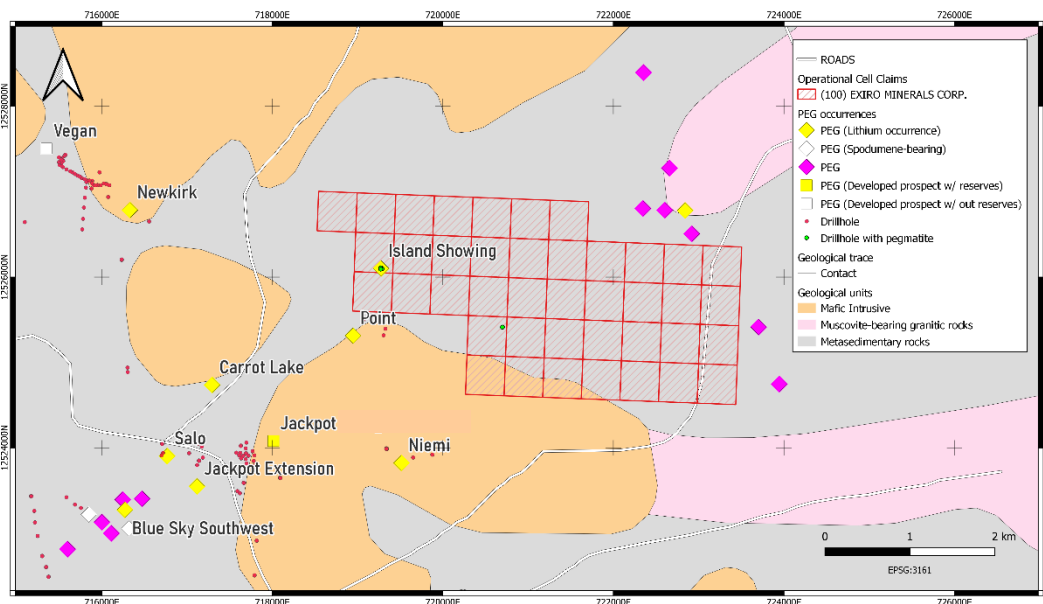 716000E 718000E 720000E 722000E 724000E 726000E
12528000N
12526000N
12524000N
Vegan
Newkirk
Island Showing
Point
Carrot Lake
Jackpot
Salo
Niemi
Jackpot Extension
Blue Sky Southwest
ROADS
Operational Cell Claims
(100) EXIRO MINERALS CORP.
PEG occurrences
PEG (Lithium occurrence)
PEG (Spodumene-bearing)
PEG
PEG (Developed prospect w/ reserves)
PEG (Developed prospect w/ out reserves)
Drillhole
Drillhole with pegmatite
Geological trace
Contact
Geological units
Mafic Intrusive
Muscovite-bearing granitic rocks
Metasedimentary rocks
0 1 2 km
EPSG:3161
12528000N
12526000N
12524000N
716000E 718000E 720000E 722000E 724000E 726000E